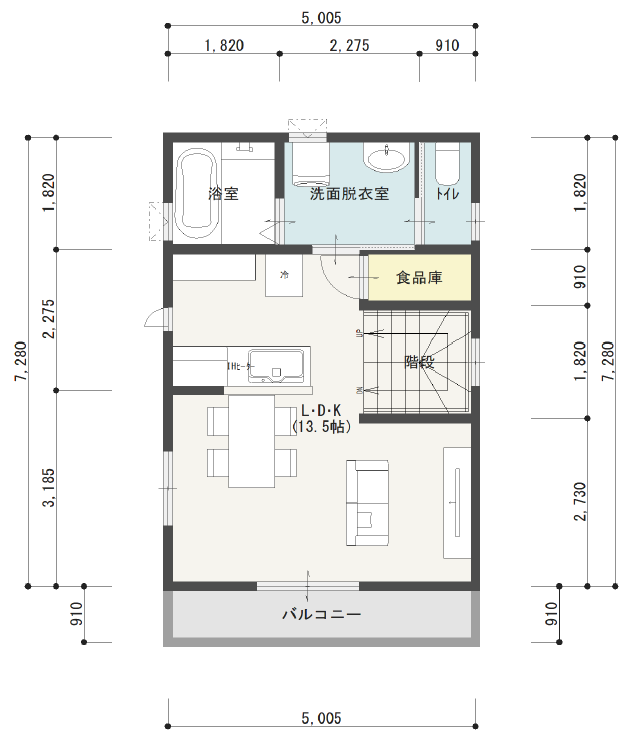 5,005
1,820
2,275
910
浴室
洗面脱衣室
ﾄｲﾚ
1,820
1,820
冷
食品庫
910
2,275
UP
階段
IHﾋｰﾀｰ
7,280
1,820
7,280
DN
L･D･K
(13.5帖)
3,185
2,730
910
バルコニー
910
5,005